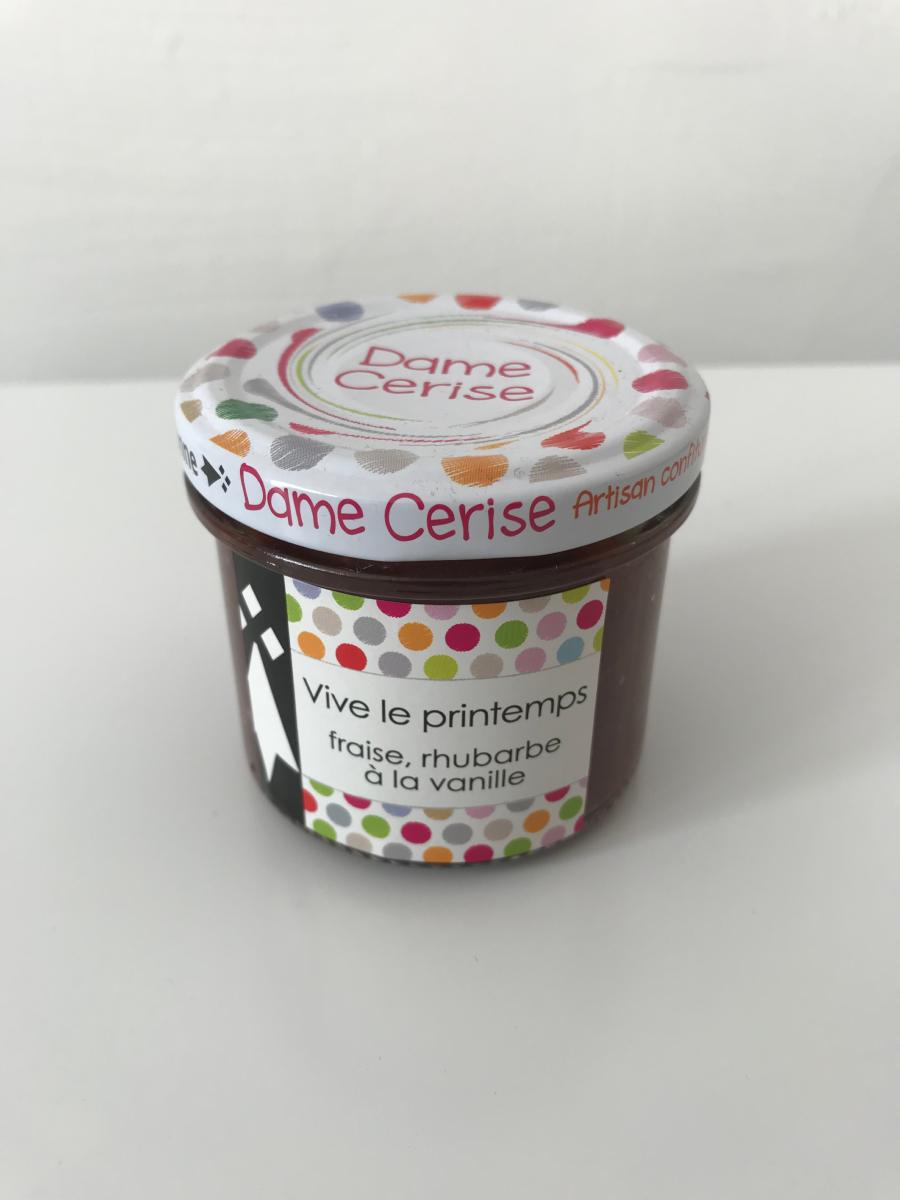 Dame
Cerise
Dame Cerise Artisan
Vive le printemps
fraise, rhubarbe
à la vanille